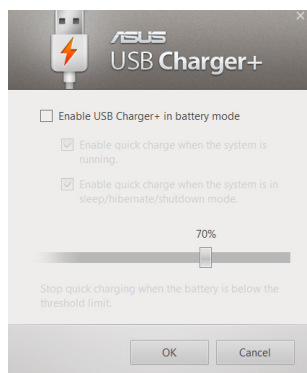 ASUS
USB Charger+
Enable USB Charger+ in battery mode
Enable quick charge when the system is
running.
Enable quick charge when the system is in
sleep/hibernate/shutdown mode.
70%
Stop quick charging when the battery is below the
threshold limit.
OK
Cancel